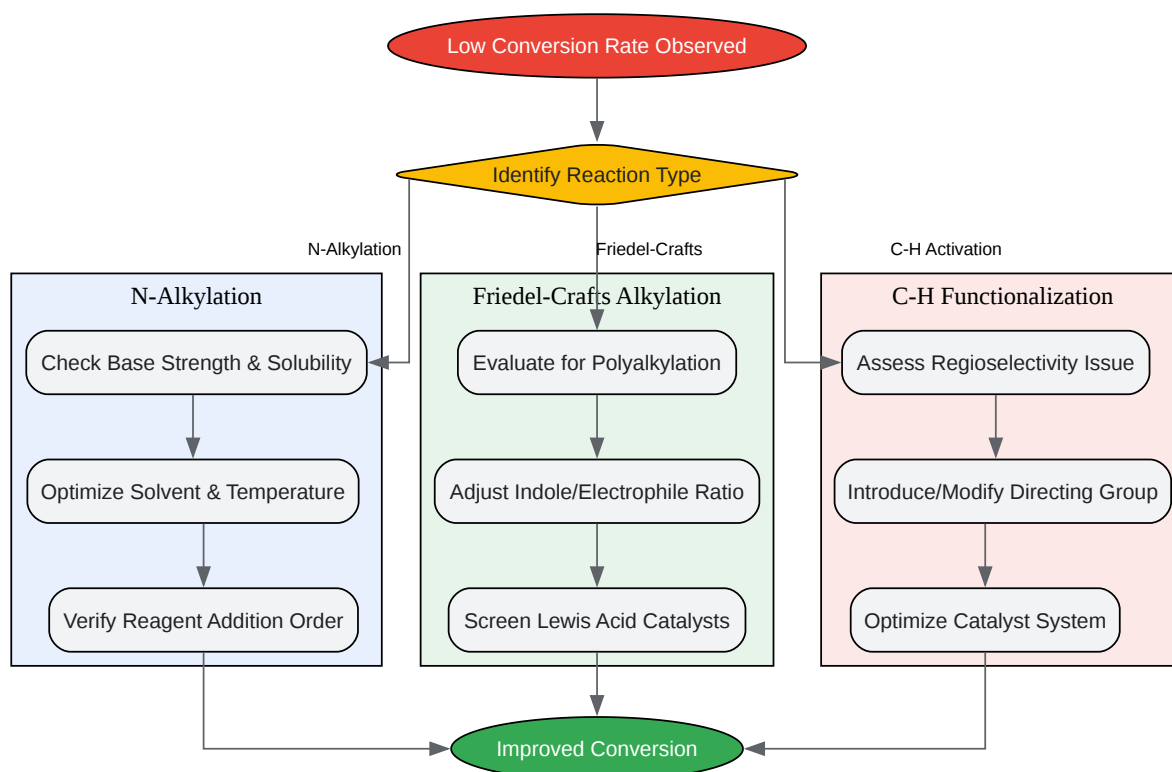 Low Conversion Rate Observed
Identify Reaction Type
N-Alkylation
Friedel-Crafts
C-H Activation
N-Alkylation
Friedel-Crafts Alkylation
C-H Functionalization
Check Base Strength & Solubility
Evaluate for Polyalkylation
Assess Regioselectivity Issue
Optimize Solvent & Temperature
Adjust Indole/Electrophile Ratio
Introduce/Modify Directing Group
Verify Reagent Addition Order
Screen Lewis Acid Catalysts
Optimize Catalyst System
Improved Conversion